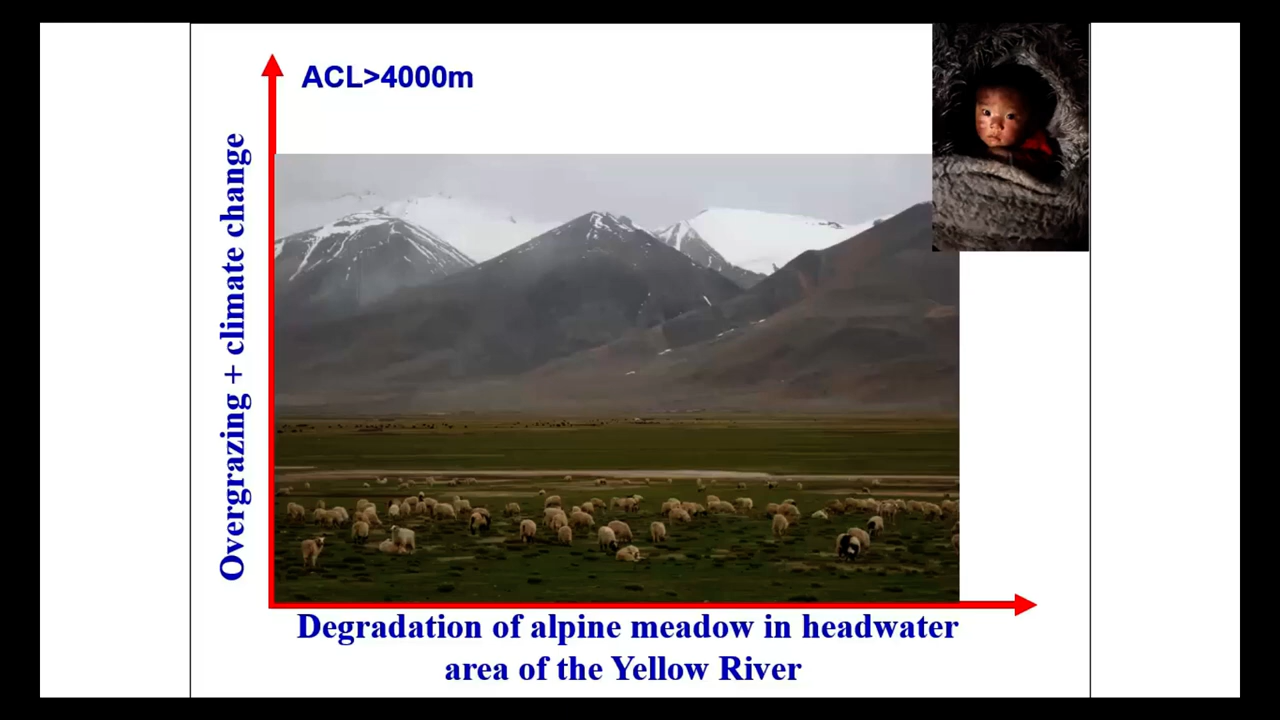 ACL>4000m
Overgrazing + climate change
Degradation of alpine meadow in headwater
area of the Yellow River